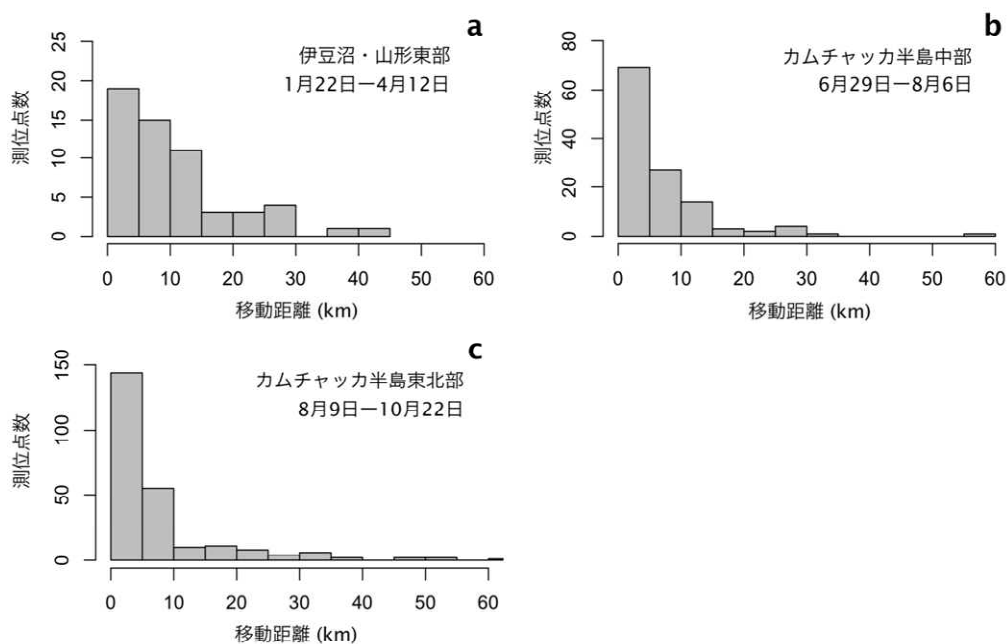 a
伊豆沼・山形東部
1月22日ー4月12日
測位点数
25
20
15
10
5
0
0 10 20 30 40 50 60
移動距離 (km)
b
カムチャッカ半島中部
6月29日ー8月6日
測位点数
80
60
40
20
0
0 10 20 30 40 50 60
移動距離 (km)
c
カムチャッカ半島東北部
8月9日ー10月22日
測位点数
150
100
50
0
0 10 20 30 40 50 60
移動距離 (km)